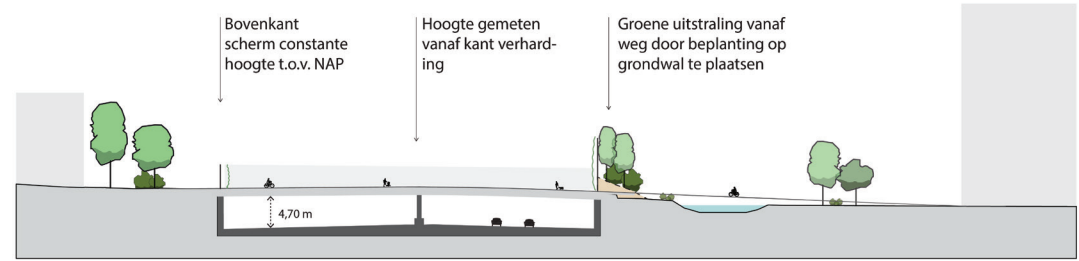 Bovenkant
scherm constante
hoogte t.o.v. NAP
Hoogte gemeten
vanaf kant verhard-
ing
Groene uitstraling vanaf
weg door beplanting op
grondwal te plaatsen
4,70 m